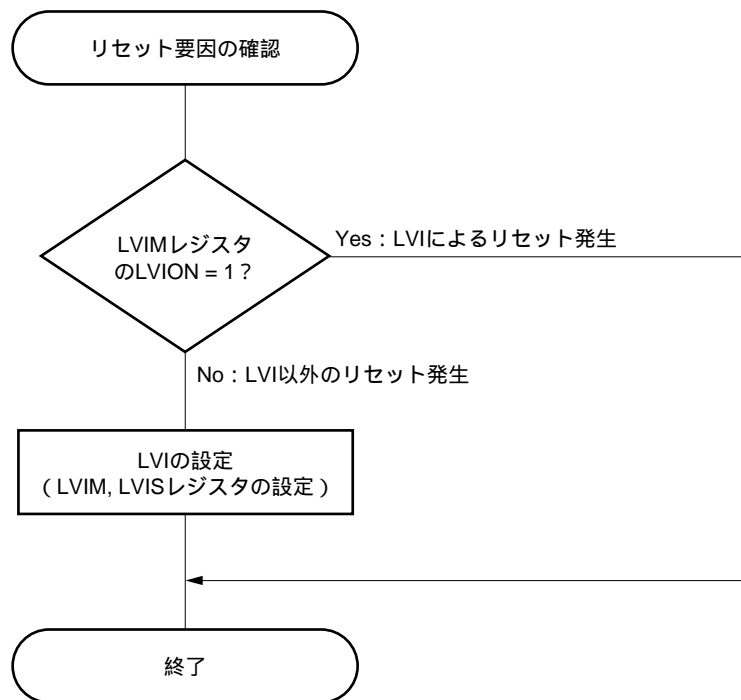 リセット要因の確認
LVIMレジスタ
のLVION = 1？
Yes：LVIによるリセット発生
No：LVI以外のリセット発生
LVIの設定
（LVIM, LVISレジスタの設定）
終了